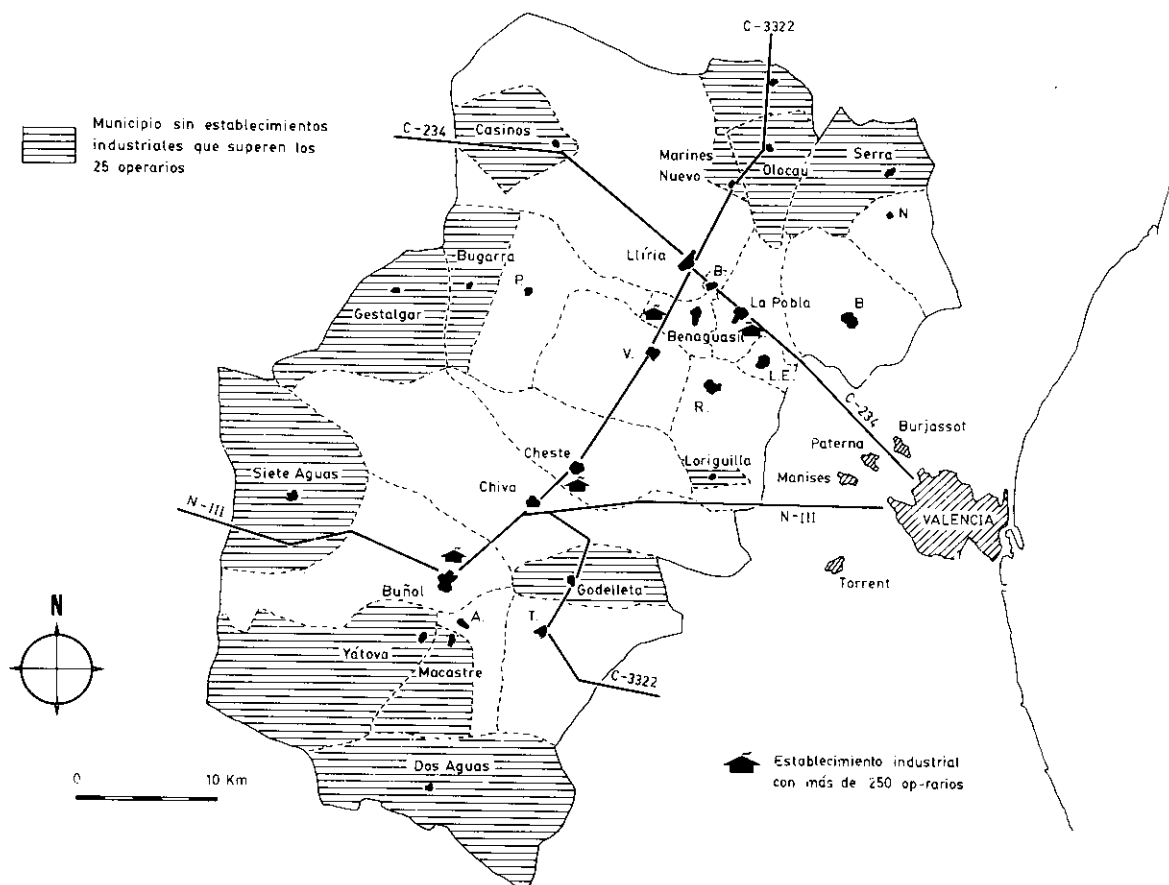 C-3322
Municipio sin establecimientos
industriales que superen los
25 operarios
C-234
Casinos
Marines
Nuevo
Olocau
Serra
N
Llíria
B.
Bugarra
P.
Gestalgar
La Pobla
B
Benaguasil
V.
L.E.
R.
C-234
Burjassot
Paterna
Cheste
Loriguilla
Manises
Siete Aguas
Chiva
N-III
N-III
VALENCIA
Torrent
Buñol
Godelleta
N
A.
T.
Yátova
Macastre
C-3322
Dos Aguas
0 10 Km
Establecimiento industrial
con más de 250 op-rarios